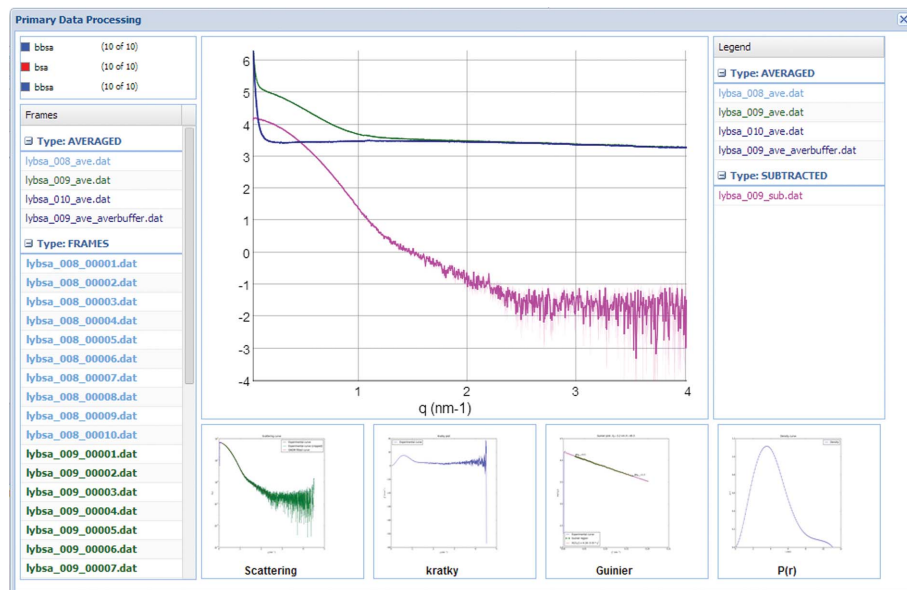 Primary Data Processing
bbsa (10 of 10)
bsa (10 of 10)
bbsa (10 of 10)
Frames
Type: AVERAGED
lybsa_008_ave.dat
lybsa_009_ave.dat
lybsa_010_ave.dat
lybsa_009_ave_averbuffer.dat
Type: FRAMES
lybsa_008_00001.dat
lybsa_008_00002.dat
lybsa_008_00003.dat
lybsa_008_00004.dat
lybsa_008_00005.dat
lybsa_008_00006.dat
lybsa_008_00007.dat
lybsa_008_00008.dat
lybsa_008_00009.dat
lybsa_008_00010.dat
lybsa_009_00001.dat
lybsa_009_00002.dat
lybsa_009_00003.dat
lybsa_009_00004.dat
lybsa_009_00005.dat
lybsa_009_00006.dat
lybsa_009_00007.dat
6
5
4
3
2
1
0
-1
-2
-3
-4
1 2 3 4
q (nm-1)
Legend
Type: AVERAGED
lybsa_008_ave.dat
lybsa_009_ave.dat
lybsa_010_ave.dat
lybsa_009_ave_averbuffer.dat
Type: SUBTRACTED
lybsa_009_sub.dat
Scattering
kratky
Guinier
P(r)